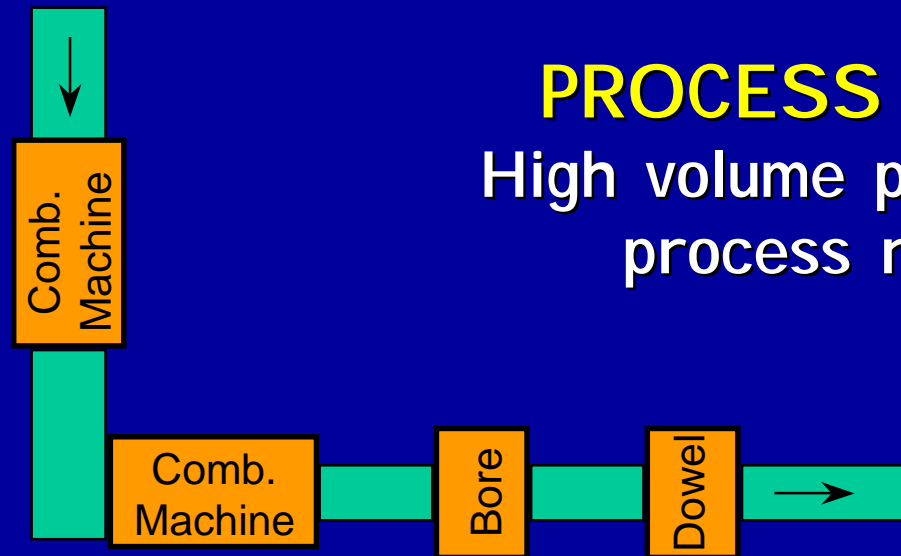 PROCESS
High volume p
process r
Comb.
Machine
Comb.
Machine
Bore
Dowel